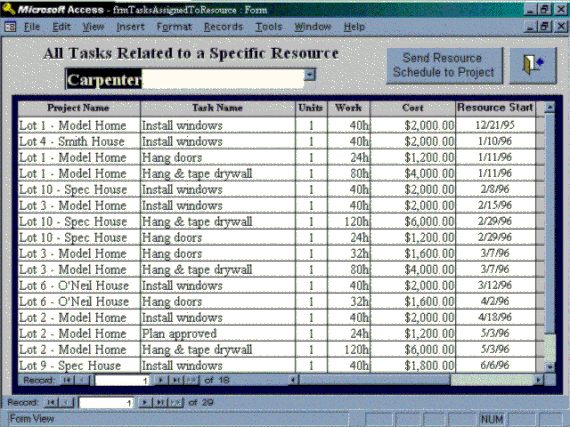 Microsoft Access - frmTasksAssignedToResource : Form
File Edit View Insert Format Records Tools Window Help
All Tasks Related to a Specific Resource
Carpenter
Send Resource
Schedule to Project
Project Name Task Name Units Work Cost Resource Start
Lot 1 - Model Home Install windows 1 40h $2,000.00 12/21/95
Lot 4 - Smith House Install windows 1 40h $2,000.00 1/10/96
Lot 1 - Model Home Hang doors 1 24h $1,200.00 1/11/96
Lot 1 - Model Home Hang & tape drywall 1 80h $4,000.00 1/11/96
Lot 10 - Spec House Install windows 1 40h $2,000.00 2/8/96
Lot 3 - Model Home Install windows 1 40h $2,000.00 2/15/96
Lot 10 - Spec House Hang & tape drywall 1 120h $6,000.00 2/29/96
Lot 10 - Spec House Hang doors 1 24h $1,200.00 2/29/96
Lot 3 - Model Home Hang doors 1 32h $1,600.00 3/7/96
Lot 3 - Model Home Hang & tape drywall 1 80h $4,000.00 3/7/96
Lot 6 - O'Neil House Install windows 1 40h $2,000.00 3/12/96
Lot 6 - O'Neil House Hang doors 1 32h $1,600.00 4/2/96
Lot 2 - Model Home Install windows 1 40h $2,000.00 4/18/96
Lot 2 - Model Home Plan approved 1 24h $1,200.00 5/3/96
Lot 2 - Model Home Hang & tape drywall 1 120h $6,000.00 5/3/96
Lot 9 - Spec House Install windows 1 40h $1,800.00 6/6/96
Record: 1 of 18
Record: 1 of 29
Form View NUM